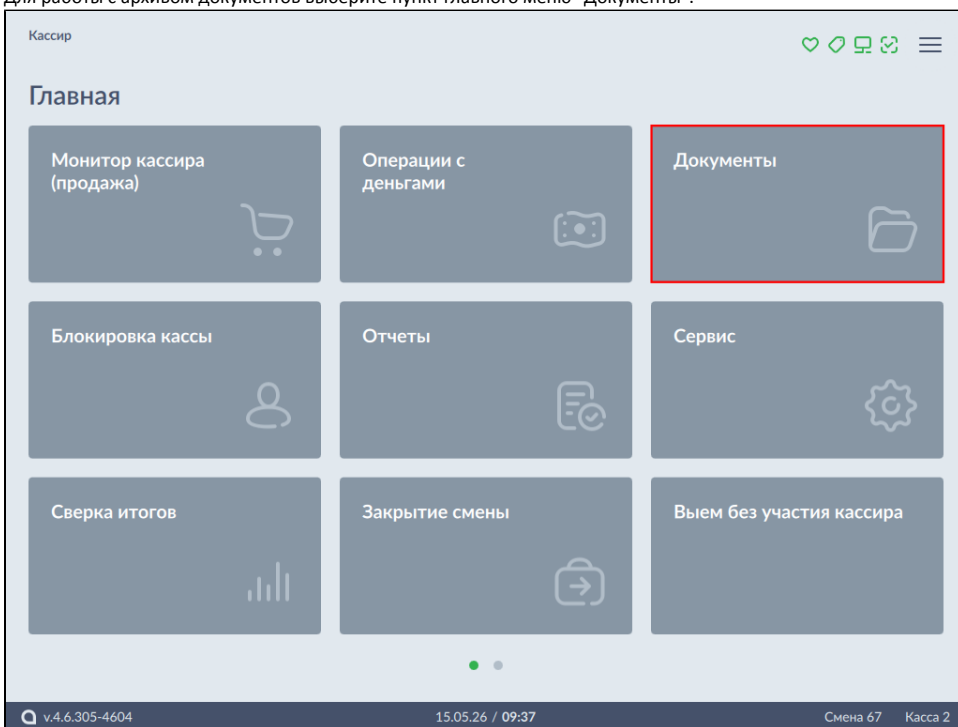 Для работы с архивом документов выберите пункт главного меню "Документы".
Кассир
Главная
Монитор кассира
(продажа)
Операции с
деньгами
Документы
Блокировка кассы
Отчеты
Сервис
Сверка итогов
Закрытие смены
Выем без участия кассира
v.4.6.305-4604
15.05.26 / 09:37
Смена 67
Касса 2